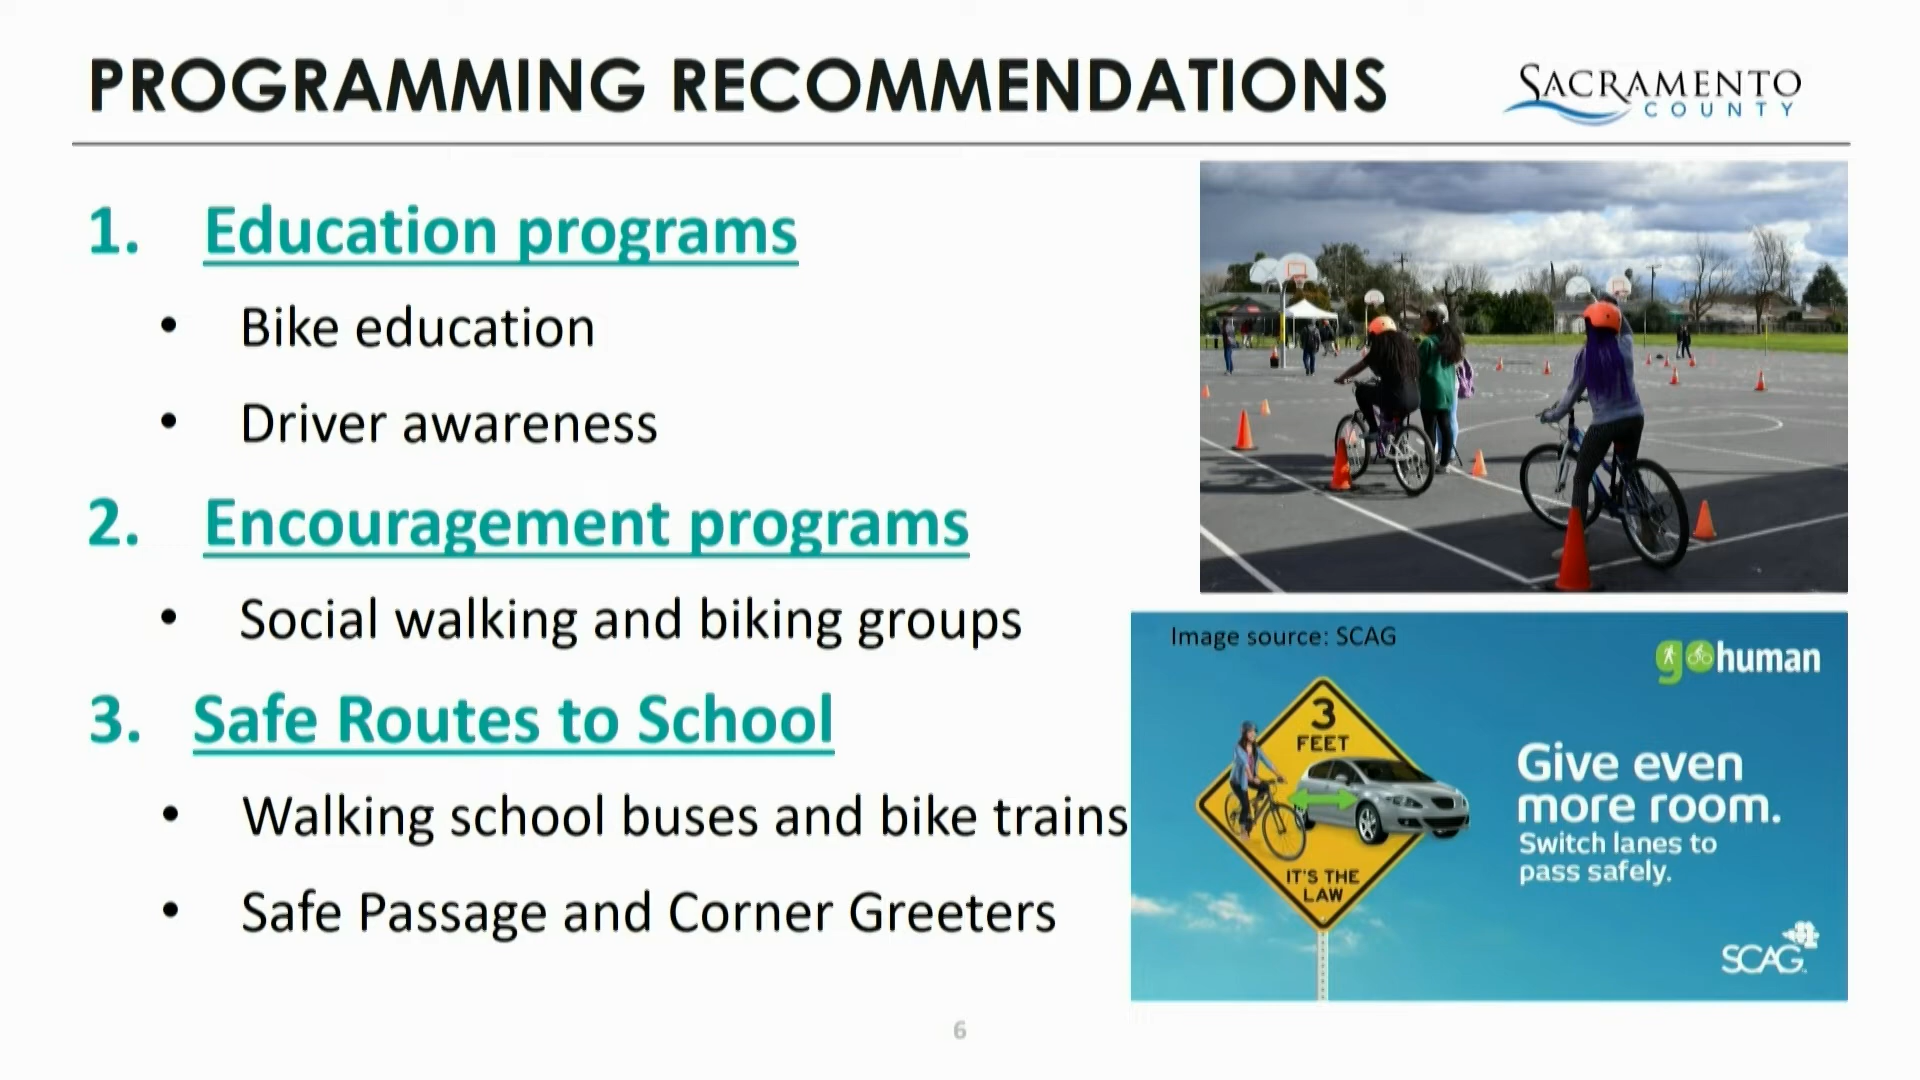 PROGRAMMING RECOMMENDATIONS
SACRAMENTO
COUNTY
1. Education programs
• Bike education
• Driver awareness
2. Encouragement programs
• Social walking and biking groups
3. Safe Routes to School
• Walking school buses and bike trains
• Safe Passage and Corner Greeters
Image source: SCAG
go human
3
FEET
IT'S THE
LAW
Give even
more room.
Switch lanes to
pass safely.
SCAG
6